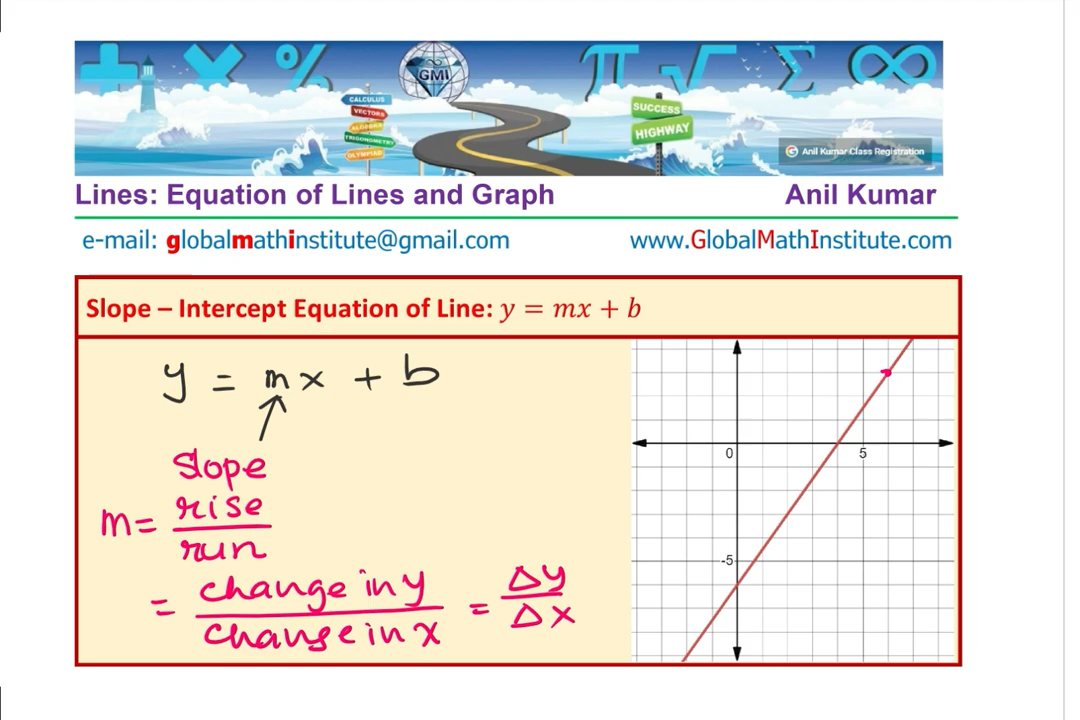 GMI
CALCULUS
VECTORS
ALGEBRA
TRIGONOMETRY
OLYMPIAD
SUCCESS
HIGHWAY
Anil Kumar Class Registration
Lines: Equation of Lines and Graph Anil Kumar
e-mail: globalmathinstitute@gmail.com www.GlobalMathInstitute.com
Slope – Intercept Equation of Line: y = mx + b
y = mx + b
Slope
m = rise / run
= change in y / change in x = Δy / Δx
0 5
-5